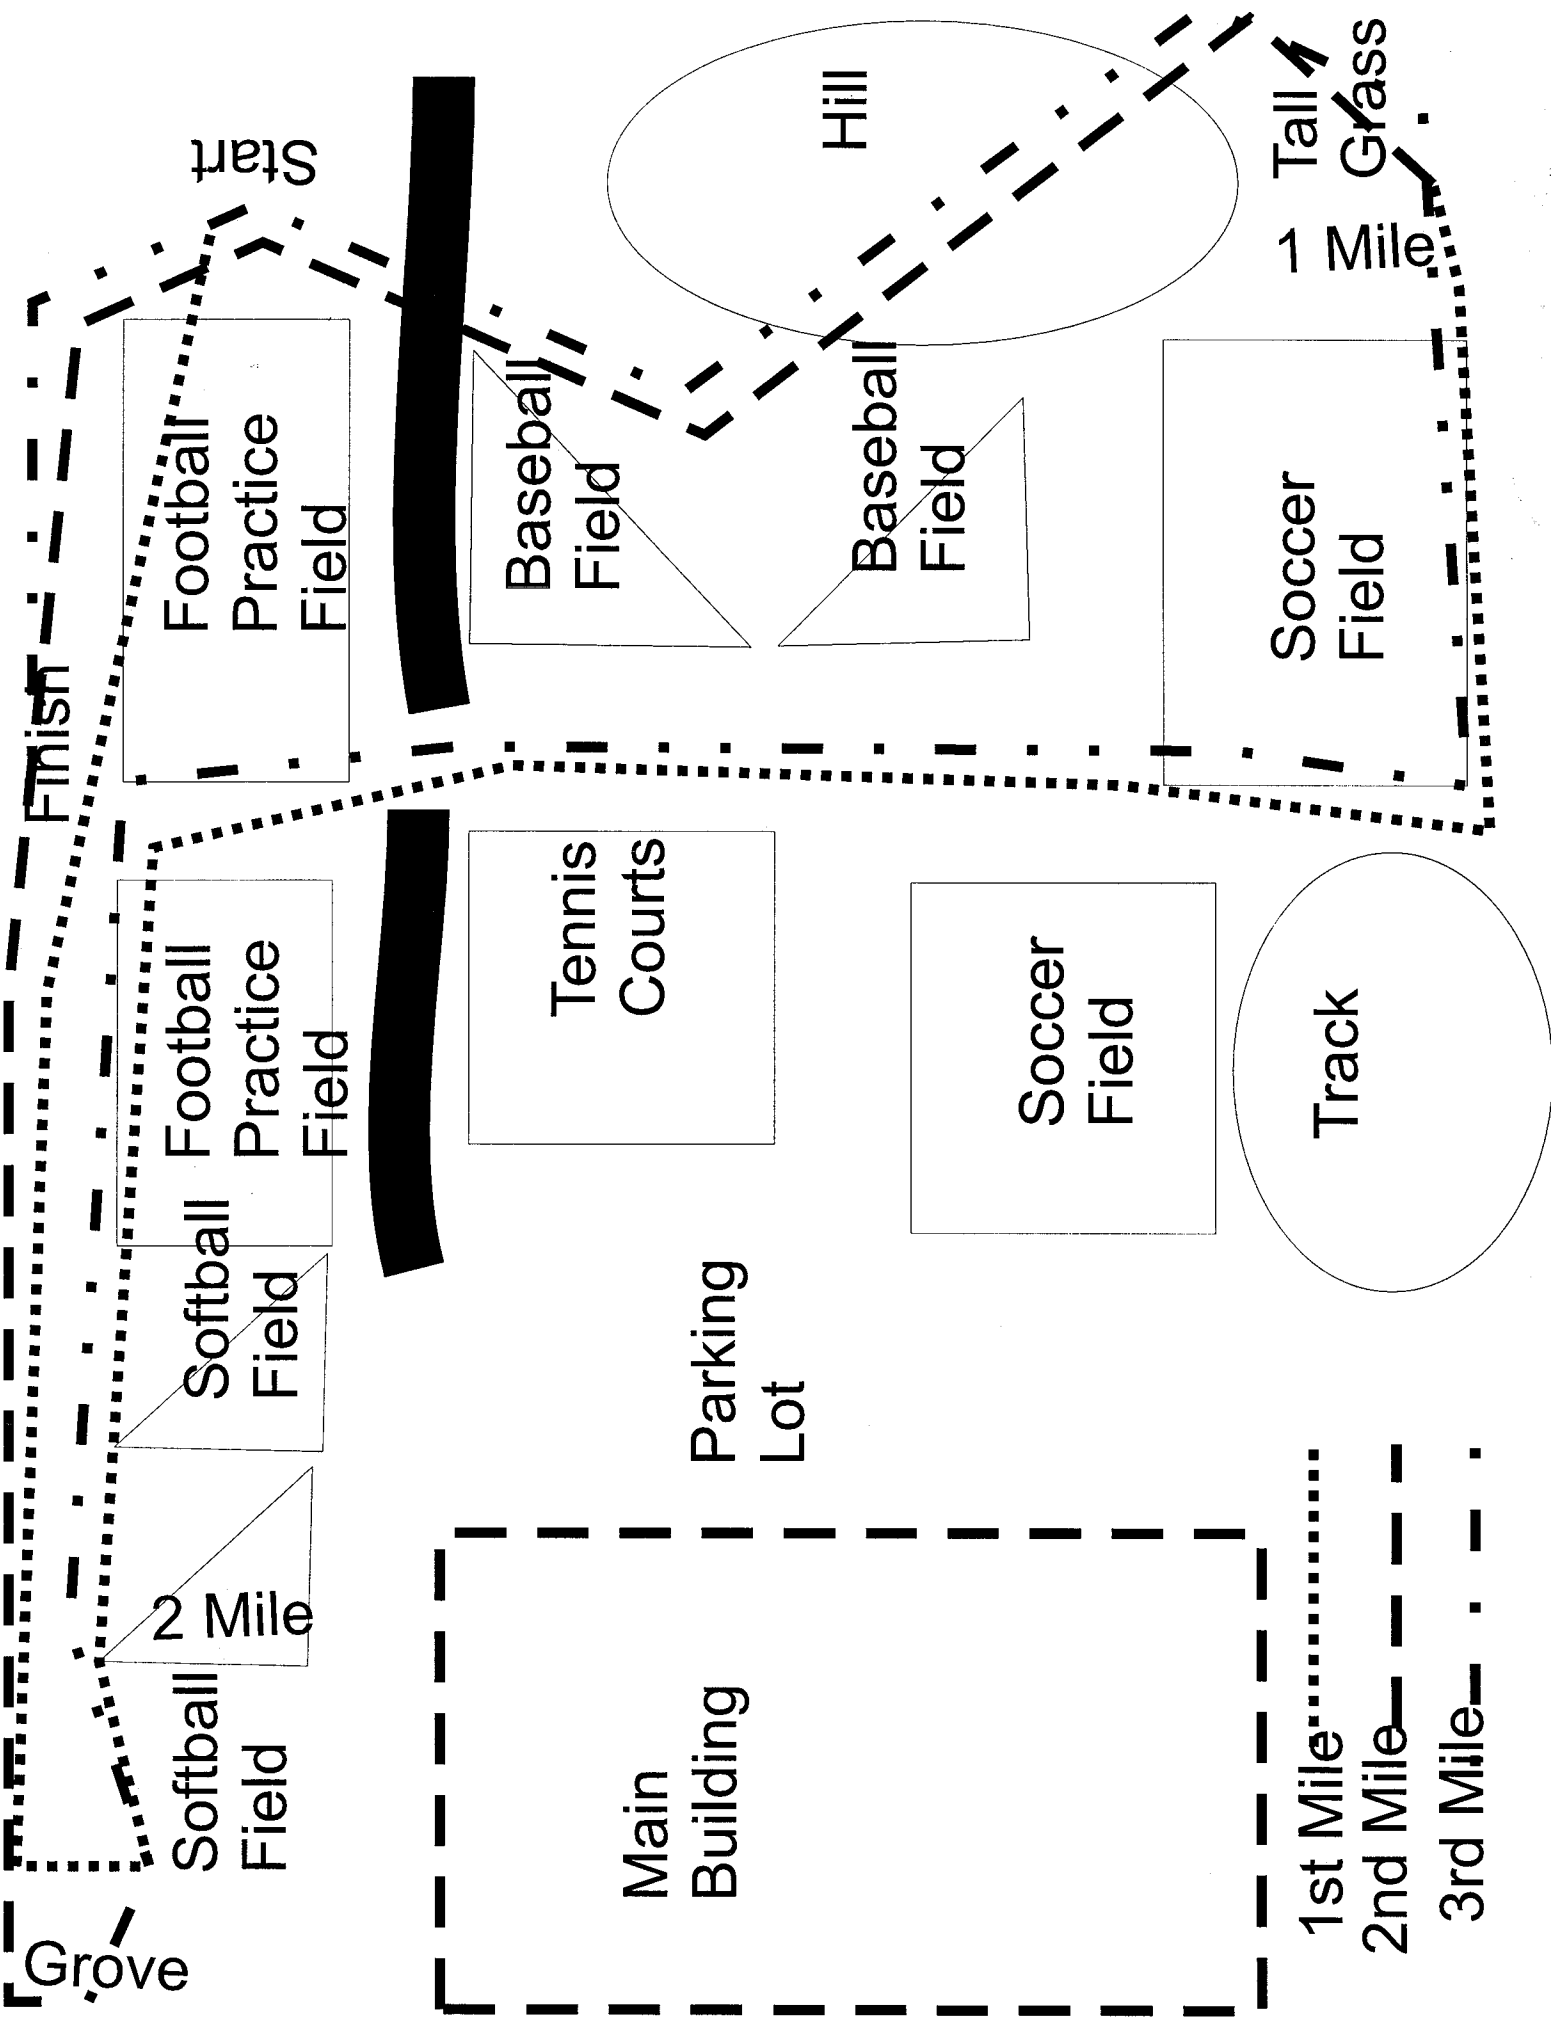 Start
Finish
Football
Practice
Field
Football
Practice
Field
Softball
Field
2 Mile
Softball
Field
Grove
Hill
Baseball
Field
Baseball
Field
Tennis
Courts
Parking
Lot
Main
Building
Tall
Grass
1 Mile
Soccer
Field
Soccer
Field
Track
1st Mile
2nd Mile
3rd Mile